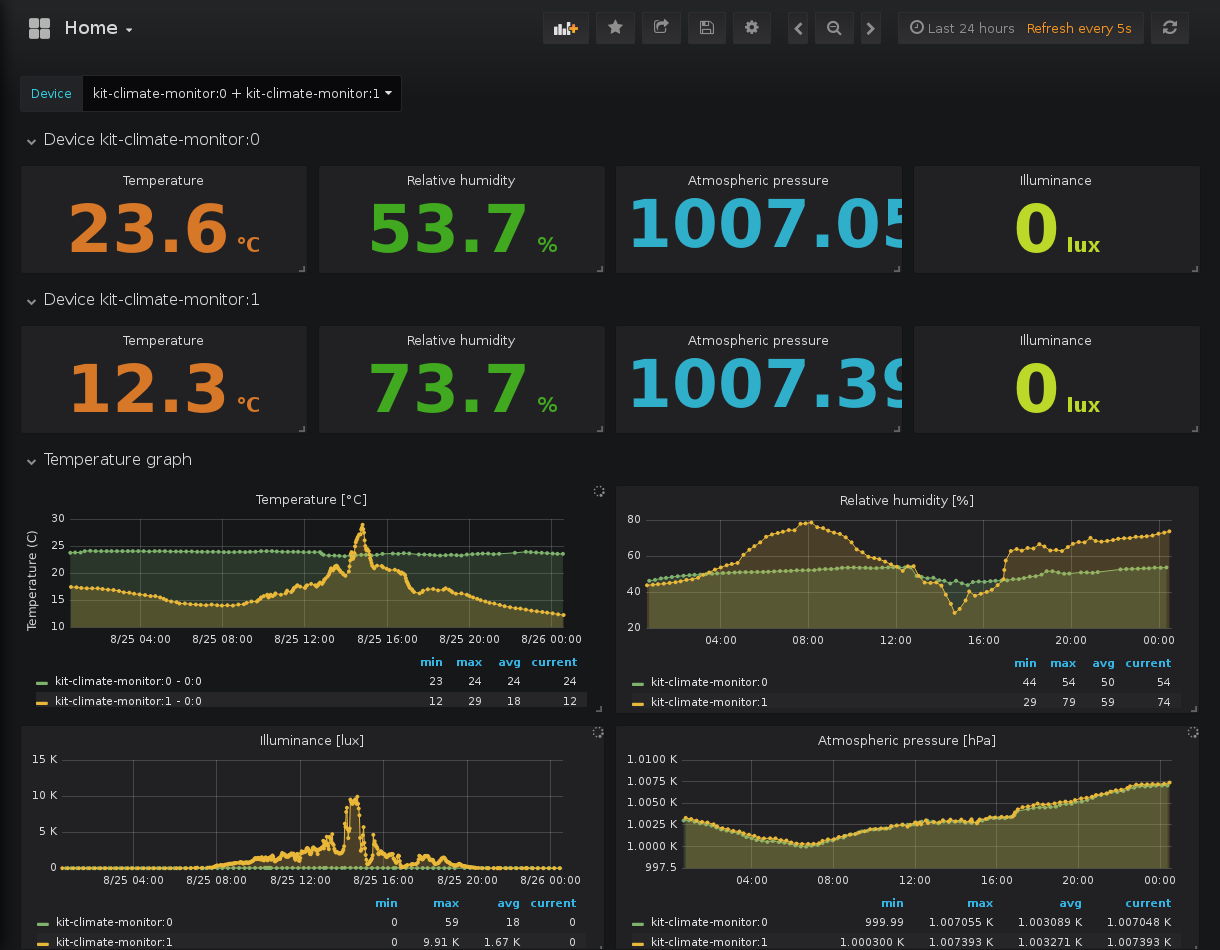 Home
Last 24 hours Refresh every 5s
Device kit-climate-monitor:0 + kit-climate-monitor:1
Device kit-climate-monitor:0
Temperature Relative humidity Atmospheric pressure Illuminance
23.6 °C 53.7 % 1007.05 0 lux
Device kit-climate-monitor:1
Temperature Relative humidity Atmospheric pressure Illuminance
12.3 °C 73.7 % 1007.39 0 lux
Temperature graph
Temperature [°C]
Temperature (C)
30
25
20
15
10
8/25 04:00 8/25 08:00 8/25 12:00 8/25 16:00 8/25 20:00 8/26 00:00
min max avg current
kit-climate-monitor:0 - 0:0 23 24 24 24
kit-climate-monitor:1 - 0:0 12 29 18 12
Relative humidity [%]
80
60
40
20
04:00 08:00 12:00 16:00 20:00 00:00
min max avg current
kit-climate-monitor:0 44 54 50 54
kit-climate-monitor:1 29 79 59 74
Illuminance [lux]
15 K
10 K
5 K
0
8/25 04:00 8/25 08:00 8/25 12:00 8/25 16:00 8/25 20:00 8/26 00:00
min max avg current
kit-climate-monitor:0 0 59 18 0
kit-climate-monitor:1 0 9.91 K 1.67 K 0
Atmospheric pressure [hPa]
1.0100 K
1.0075 K
1.0050 K
1.0025 K
1.0000 K
997.5
04:00 08:00 12:00 16:00 20:00 00:00
min max avg current
kit-climate-monitor:0 999.99 1.007055 K 1.003089 K 1.007048 K
kit-climate-monitor:1 1.000300 K 1.007393 K 1.003271 K 1.007393 K